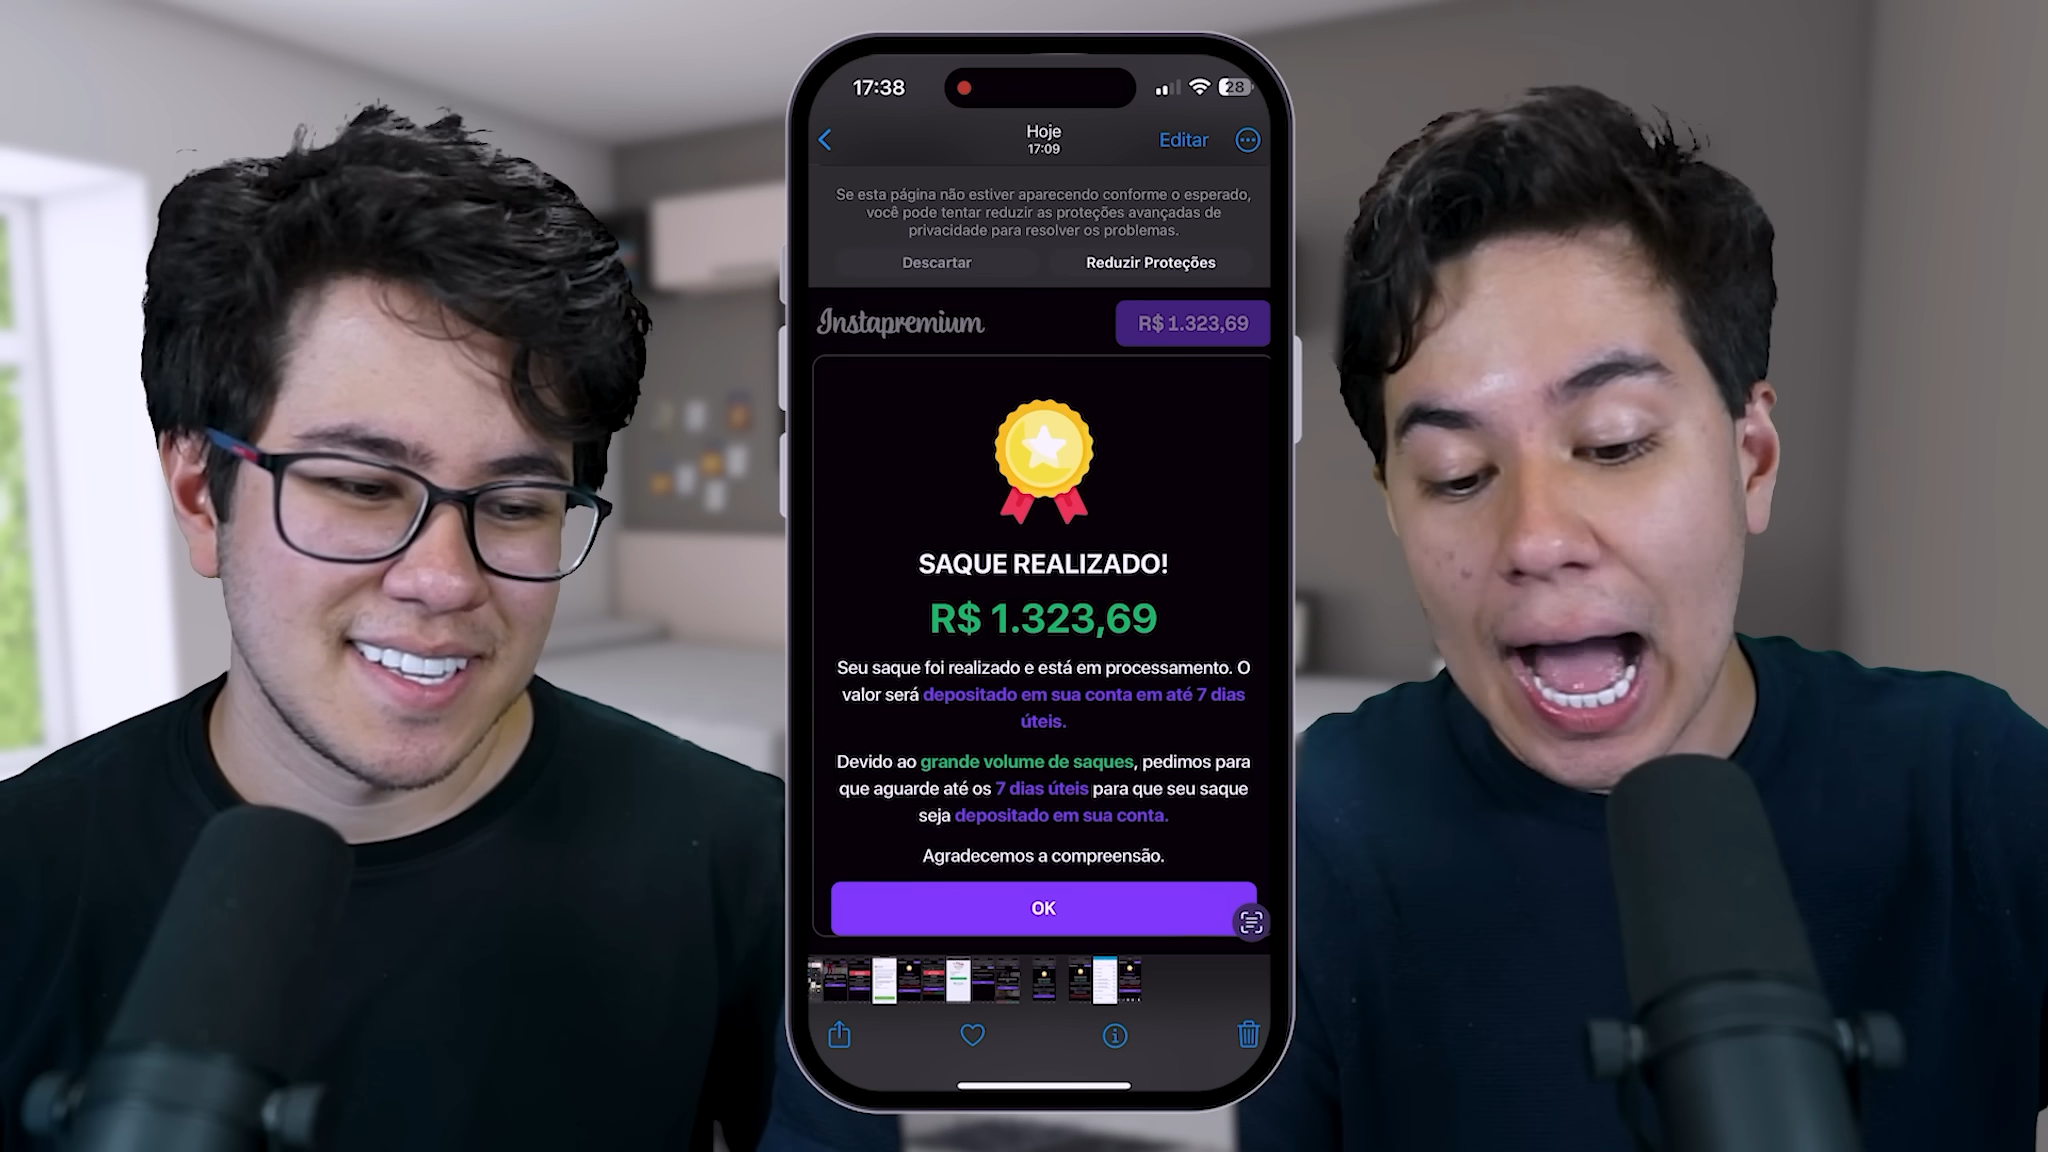 17:38
28
Hoje
17:09
Editar
Se esta página não estiver aparecendo conforme o esperado,
você pode tentar reduzir as proteções avançadas de
privacidade para resolver os problemas.
Descartar
Reduzir Proteções
Instapremium
R$ 1.323,69
SAQUE REALIZADO!
R$ 1.323,69
Seu saque foi realizado e está em processamento. O
valor será depositado em sua conta em até 7 dias
úteis.
Devido ao grande volume de saques, pedimos para
que aguarde até os 7 dias úteis para que seu saque
seja depositado em sua conta.
Agradecemos a compreensão.
OK